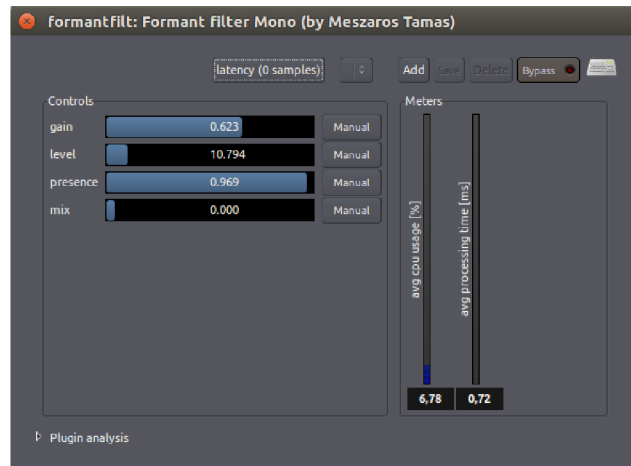 formantfilt: Formant filter Mono (by Meszaros Tamas)
latency (0 samples)
Add Save Delete Bypass
Controls
gain 0.623 Manual
level 10.794 Manual
presence 0.969 Manual
mix 0.000 Manual
Meters
avg cpu usage [%]
avg processing time [ms]
6,78 0,72
Plugin analysis